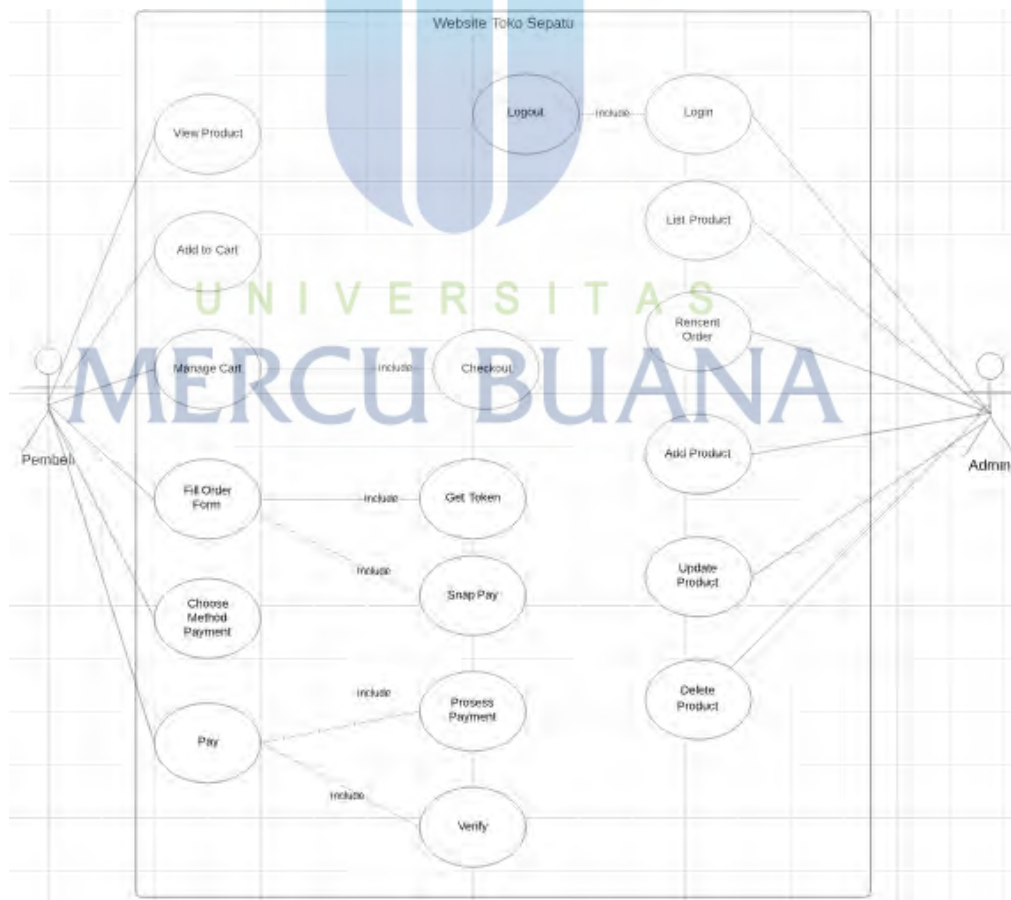 Website Toko Sepatu
Logout
include
Login
View Product
List Product
Add to Cart
UNIVERSITAS
Rencent
Order
Manage Cart
include
Checkout
MERCU BUANA
Pembeli
Add Product
Admin
Fill Order
Form
include
Get Token
include
Snap Pay
Update
Product
Choose
Method
Payment
include
Prosess
Payment
Delete
Product
Pay
include
Verify